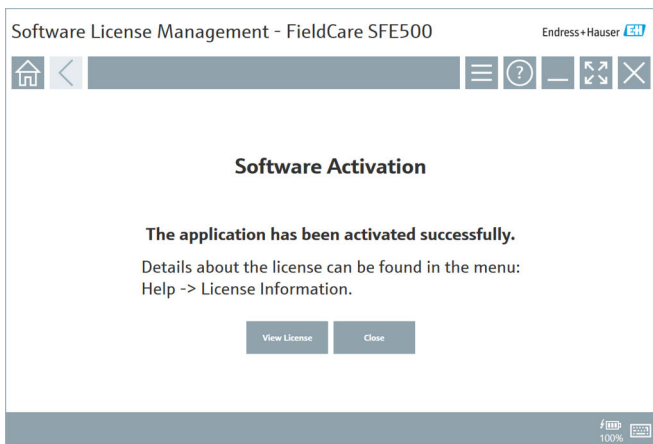 Software License Management - FieldCare SFE500
Endress+Hauser EH
?
Software Activation
The application has been activated successfully.
Details about the license can be found in the menu:
Help -> License Information.
View License
Close
100%